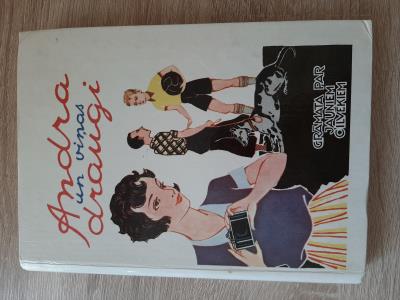 Andra
un viņas
draugi
GRĀMATA PAR
JAUNIEM
CILVĒKIEM